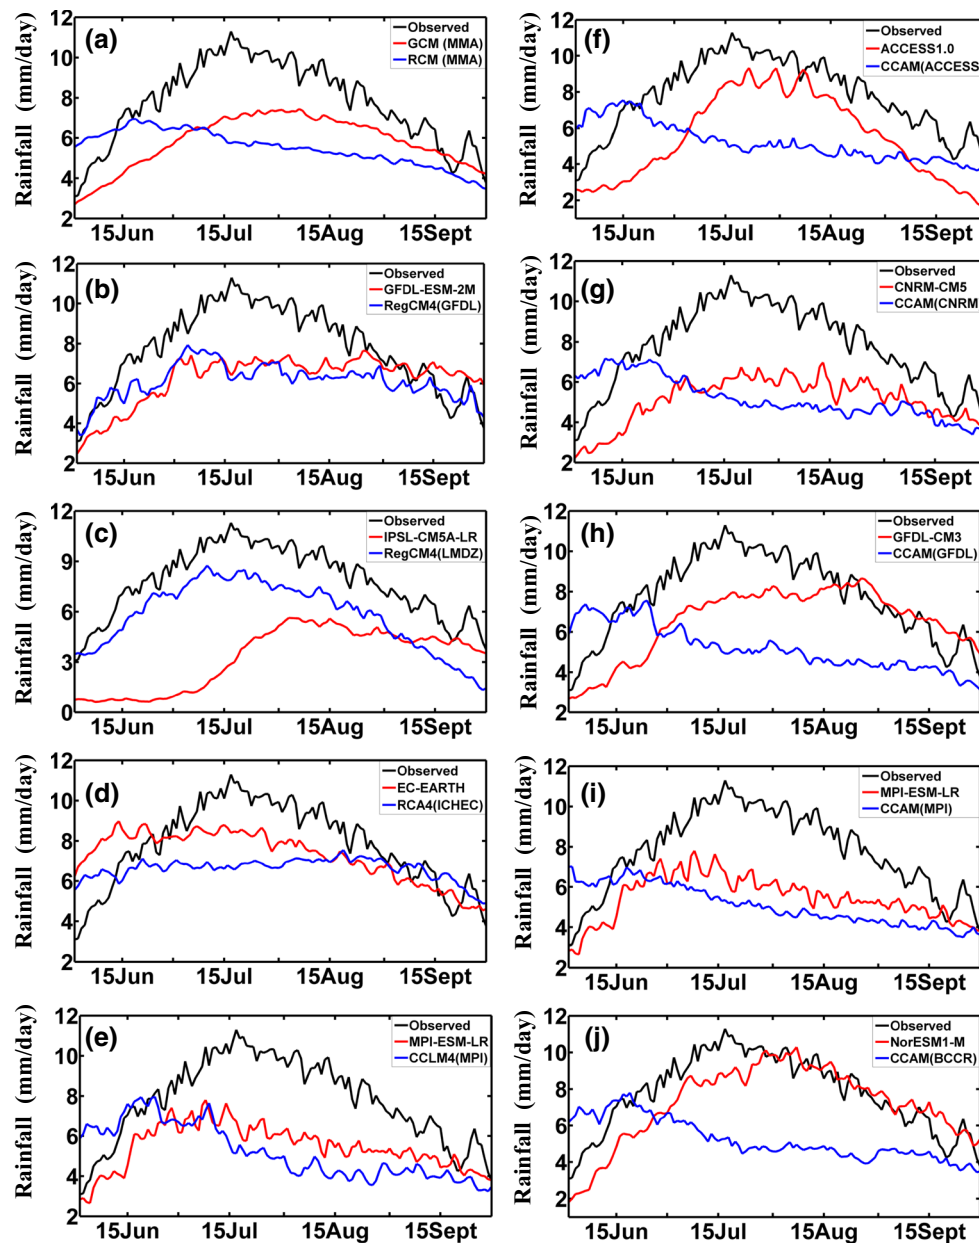 (a)
Observed
GCM (MMA)
RCM (MMA)
Rainfall (mm/day)
12
10
8
6
4
2
15Jun 15Jul 15Aug 15Sept
(b)
Observed
GFDL-ESM-2M
RegCM4(GFDL)
Rainfall (mm/day)
12
10
8
6
4
2
15Jun 15Jul 15Aug 15Sept
(c)
Observed
IPSL-CM5A-LR
RegCM4(LMDZ)
Rainfall (mm/day)
12
9
6
3
0
15Jun 15Jul 15Aug 15Sept
(d)
Observed
EC-EARTH
RCA4(ICHEC)
Rainfall (mm/day)
12
10
8
6
4
2
15Jun 15Jul 15Aug 15Sept
(e)
Observed
MPI-ESM-LR
CCLM4(MPI)
Rainfall (mm/day)
12
10
8
6
4
2
15Jun 15Jul 15Aug 15Sept
(f)
Observed
ACCESS1.0
CCAM(ACCESS
Rainfall (mm/day)
12
10
8
6
4
2
15Jun 15Jul 15Aug 15Sept
(g)
Observed
CNRM-CM5
CCAM(CNRM
Rainfall (mm/day)
12
10
8
6
4
2
15Jun 15Jul 15Aug 15Sept
(h)
Observed
GFDL-CM3
CCAM(GFDL)
Rainfall (mm/day)
12
10
8
6
4
2
15Jun 15Jul 15Aug 15Sept
(i)
Observed
MPI-ESM-LR
CCAM(MPI)
Rainfall (mm/day)
12
10
8
6
4
2
15Jun 15Jul 15Aug 15Sept
(j)
Observed
NorESM1-M
CCAM(BCCR)
Rainfall (mm/day)
12
10
8
6
4
2
15Jun 15Jul 15Aug 15Sept